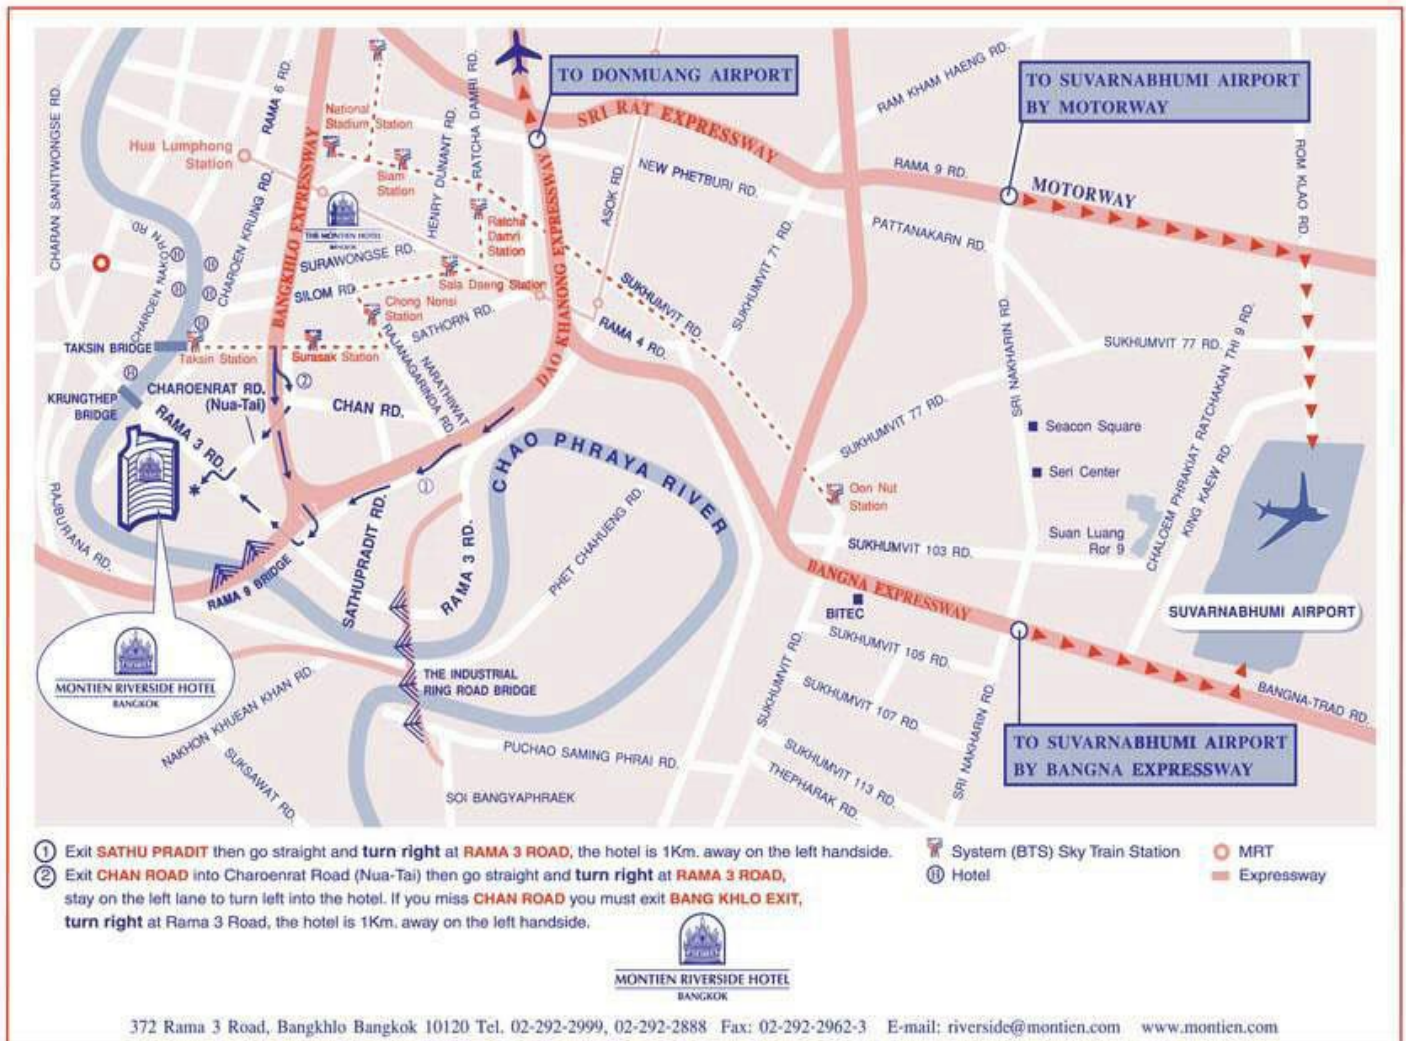 TO DONMUANG AIRPORT
TO SUVARNABHUMI AIRPORT
BY MOTORWAY
CHARAN SANITWONGSE RD.
RAMA 6 RD.
National
Stadium Station
Hua Lumphong
Station
Siam
Station
HENRY DUNANT RD.
RATCHA DAMRI RD.
SRI RAT EXPRESSWAY
RAM KHAM HAENG RD.
ROM KLAO RD.
RAMA 9 RD.
MOTORWAY
NEW PHETBURI RD.
ASOK RD.
PATTANAKARN RD.
SUKHUMVIT 71 RD.
CHAROEN NAKORN RD.
CHAROEN KRUNG RD.
BANGKHLO EXPRESSWAY
THE MONTIEN HOTEL
BANGKOK
SURAWONGSE RD.
SILOM RD
Ratcha
Damri
Station
Sala Daeng Station
Chong Nonsi
Station
SATHORN RD.
DAO KHANONG EXPRESSWAY
SUKHUMVIT RD.
RAMA 4 RD.
TAKSIN BRIDGE
Taksin Station
Surasak Station
KRUNGTHEP
BRIDGE
CHAROENRAT RD.
(Nua-Tai)
2
CHAN RD.
NARATHIWAT
RAJANAGARINDA RD.
RAMA 3 RD.
SRI NAKHARIN RD.
SUKHUMVIT 77 RD.
SUKHUMVIT 77 RD.
CHALOEM PHRAKIAT RATCHAKAN THI 9 RD.
KING KAEW RD.
Seacon Square
Seri Center
Suan Luang
Ror 9
Oon Nut
Station
CHAO PHRAYA RIVER
1
RAJBURANA RD.
RAMA 9 BRIDGE
SATHUPRADIT RD.
RAMA 3 RD.
PHET CHAHUENG RD.
SUKHUMVIT 103 RD.
BANGNA EXPRESSWAY
BITEC
SUVARNABHUMI AIRPORT
MONTIEN RIVERSIDE HOTEL
BANGKOK
THE INDUSTRIAL
RING ROAD BRIDGE
NAKHON KHUEAN KHAN RD.
SUKSAWAT RD.
PUCHAO SAMING PHRAI RD.
SOI BANGYAPHRAEK
SUKHUMVIT RD.
SUKHUMVIT 105 RD.
SUKHUMVIT 107 RD.
SUKHUMVIT 113 RD.
THEPHARAK RD.
SRI NAKHARIN RD.
BANGNA-TRAD RD.
TO SUVARNABHUMI AIRPORT
BY BANGNA EXPRESSWAY
1 Exit SATHU PRADIT then go straight and turn right at RAMA 3 ROAD, the hotel is 1Km. away on the left handside.
2 Exit CHAN ROAD into Charoenrat Road (Nua-Tai) then go straight and turn right at RAMA 3 ROAD,
stay on the left lane to turn left into the hotel. If you miss CHAN ROAD you must exit BANG KHLO EXIT,
turn right at Rama 3 Road, the hotel is 1Km. away on the left handside.
System (BTS) Sky Train Station
MRT
H Hotel
Expressway
MONTIEN RIVERSIDE HOTEL
BANGKOK
372 Rama 3 Road, Bangkhlo Bangkok 10120 Tel. 02-292-2999, 02-292-2888 Fax: 02-292-2962-3 E-mail: riverside@montien.com www.montien.com